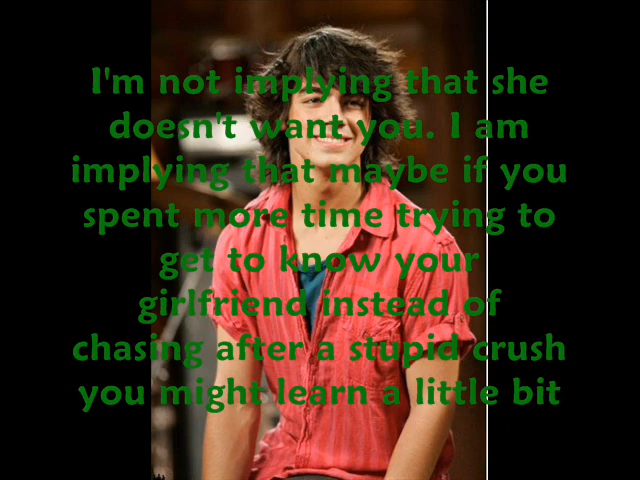 I'm not implying that she
doesn't want you. I am
implying that maybe if you
spent more time trying to
get to know your
girlfriend instead of
chasing after a stupid crush
you might learn a little bit